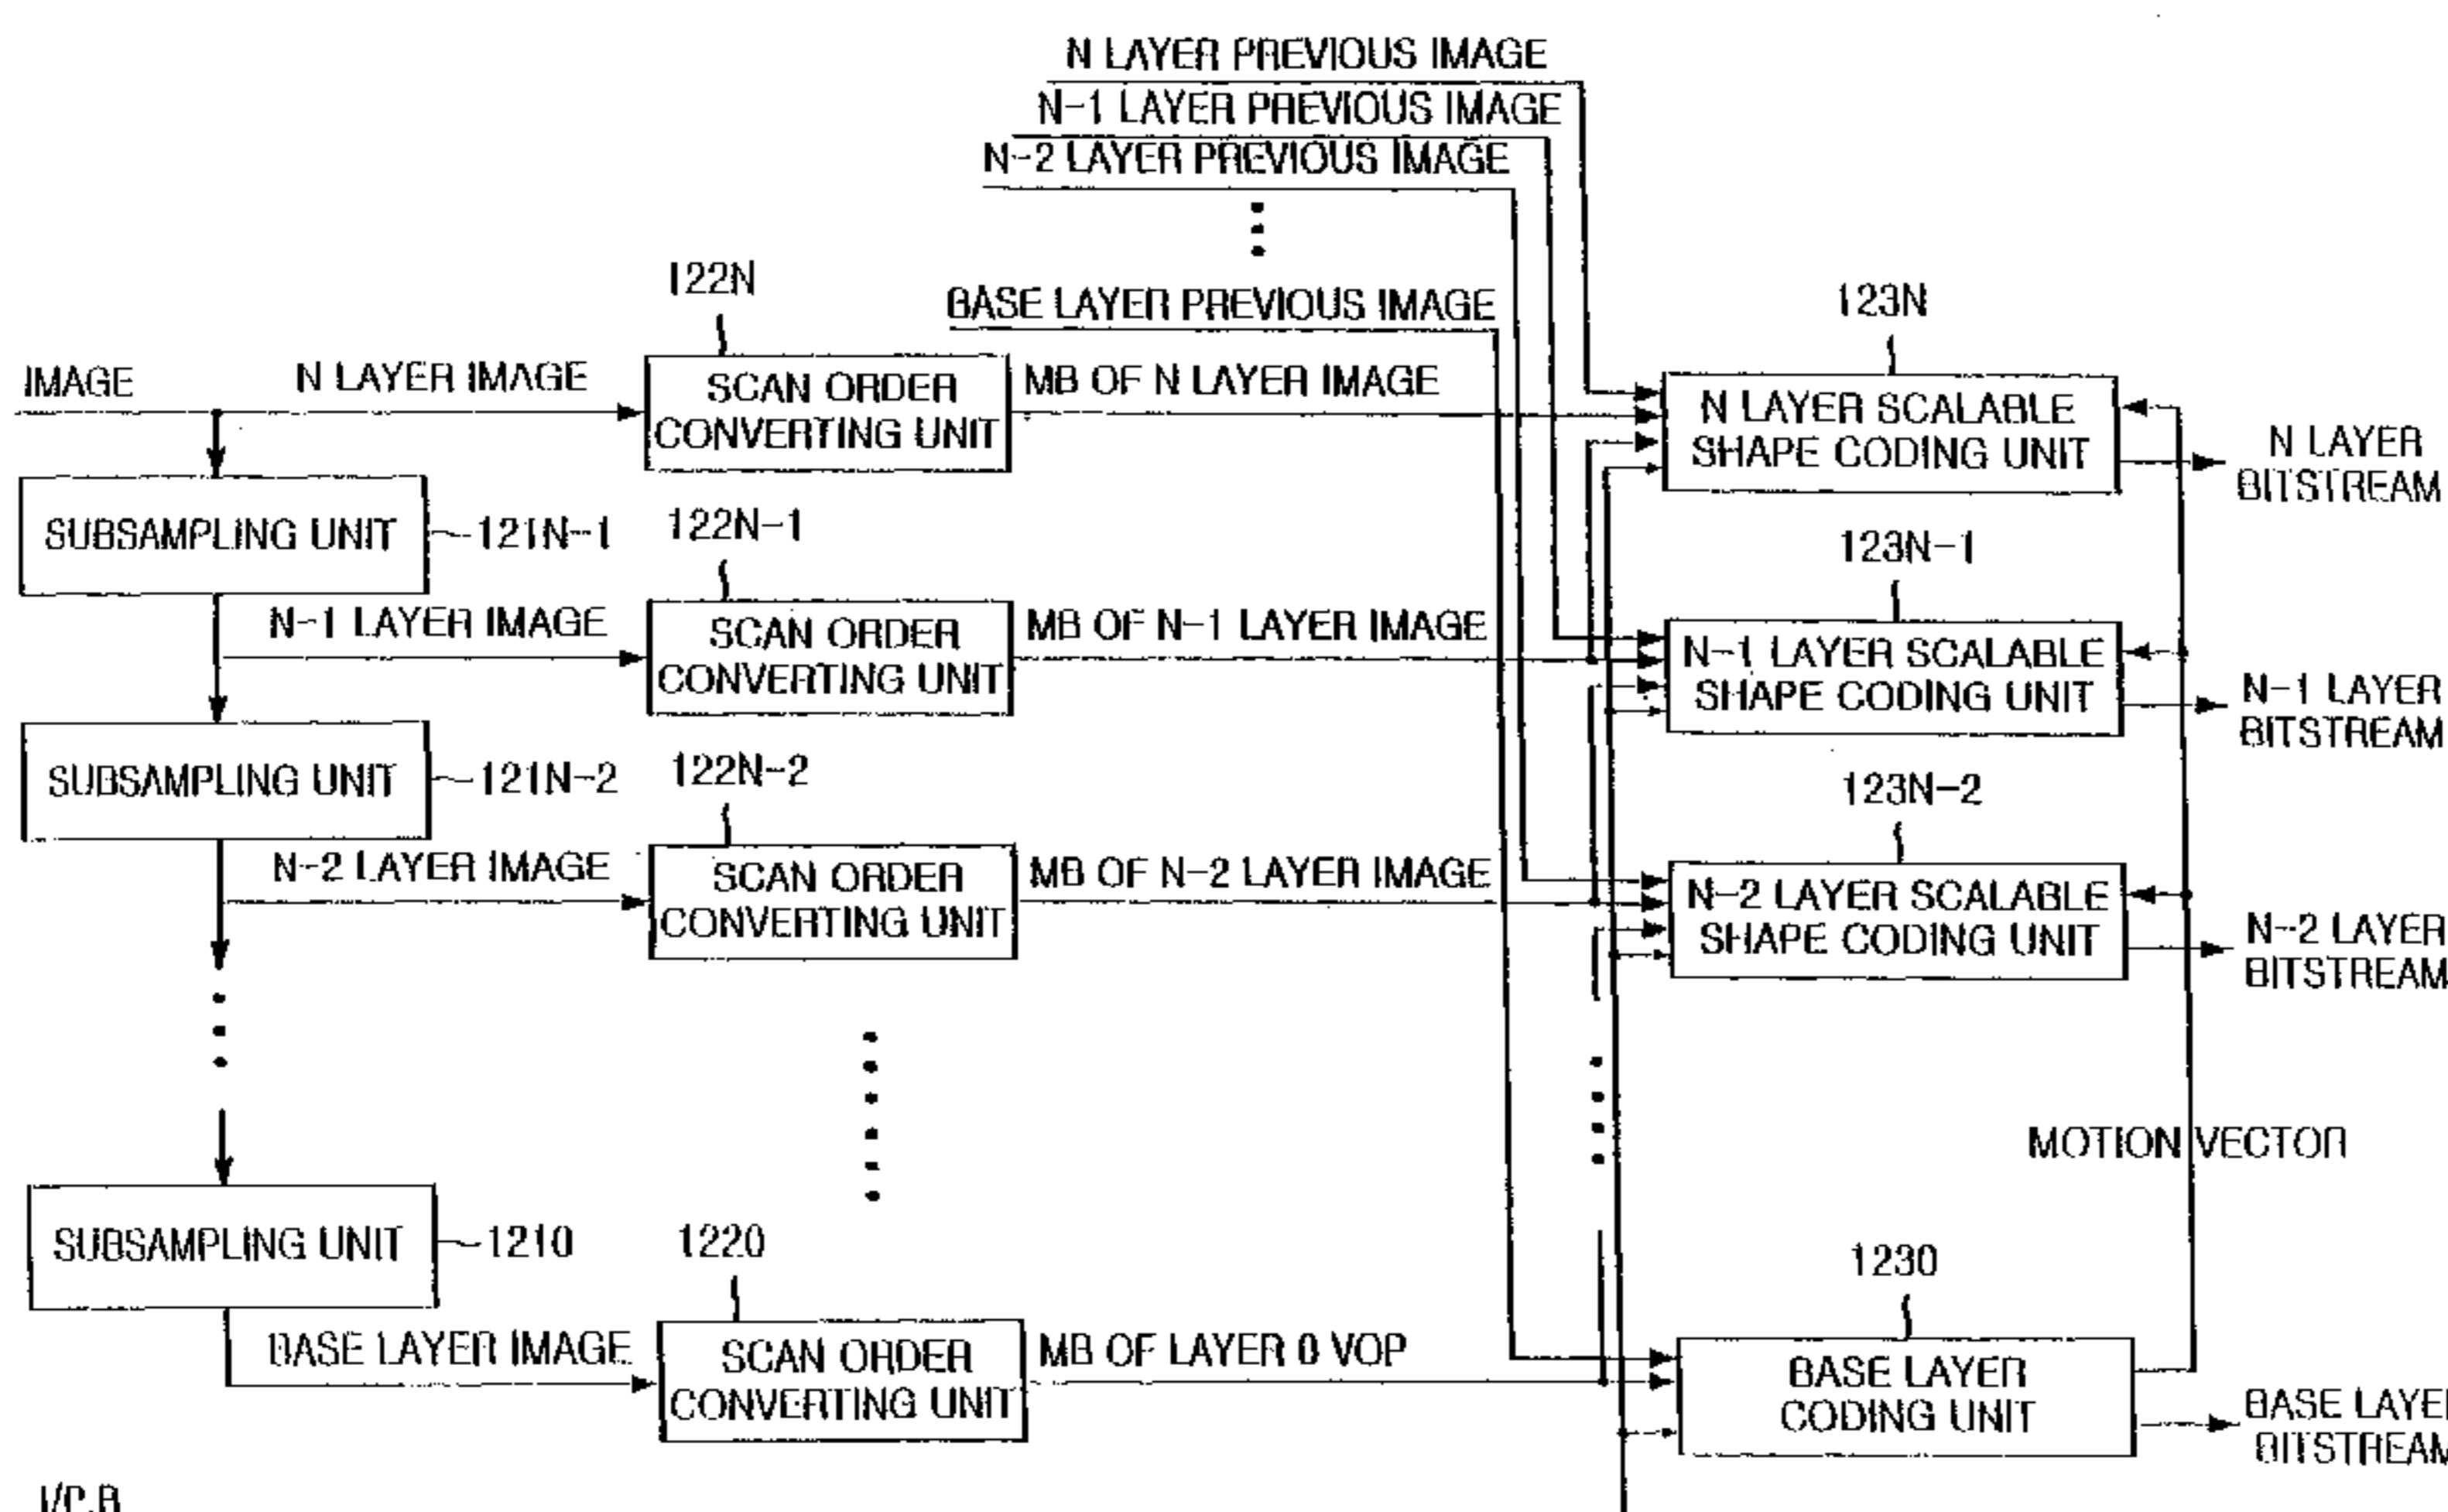 N LAYER PREVIOUS IMAGE
N-1 LAYER PREVIOUS IMAGE
N-2 LAYER PREVIOUS IMAGE
BASE LAYER PREVIOUS IMAGE
122N
123N
IMAGE
N LAYER IMAGE
SCAN ORDER
CONVERTING UNIT
MB OF N LAYER IMAGE
N LAYER SCALABLE
SHAPE CODING UNIT
N LAYER
BITSTREAM
SUBSAMPLING UNIT
121N-1
122N-1
123N-1
N-1 LAYER IMAGE
SCAN ORDER
CONVERTING UNIT
MB OF N-1 LAYER IMAGE
N-1 LAYER SCALABLE
SHAPE CODING UNIT
N-1 LAYER
BITSTREAM
SUBSAMPLING UNIT
121N-2
122N-2
123N-2
N-2 LAYER IMAGE
SCAN ORDER
CONVERTING UNIT
MB OF N-2 LAYER IMAGE
N-2 LAYER SCALABLE
SHAPE CODING UNIT
N-2 LAYER
BITSTREAM
MOTION VECTOR
SUBSAMPLING UNIT
1210
1220
1230
BASE LAYER IMAGE
SCAN ORDER
CONVERTING UNIT
MB OF LAYER 0 VOP
BASE LAYER
CODING UNIT
BASE LAYER
BITSTREAM